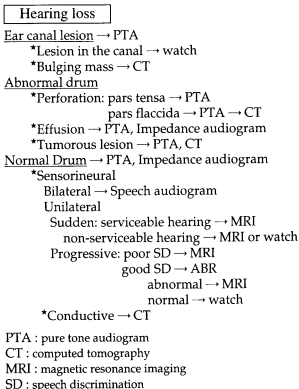 Hearing loss
Ear canal lesion → PTA
*Lesion in the canal → watch
*Bulging mass → CT
Abnormal drum
*Perforation: pars tensa → PTA
pars flaccida → PTA → CT
*Effusion → PTA, Impedance audiogram
*Tumorous lesion → PTA, CT
Normal Drum → PTA, Impedance audiogram
*Sensorineural
Bilateral → Speech audiogram
Unilateral
Sudden: serviceable hearing → MRI
non-serviceable hearing → MRI or watch
Progressive: poor SD → MRI
good SD → ABR
abnormal → MRI
normal → watch
*Conductive → CT
PTA : pure tone audiogram
CT : computed tomography
MRI : magnetic resonance imaging
SD : speech discrimination